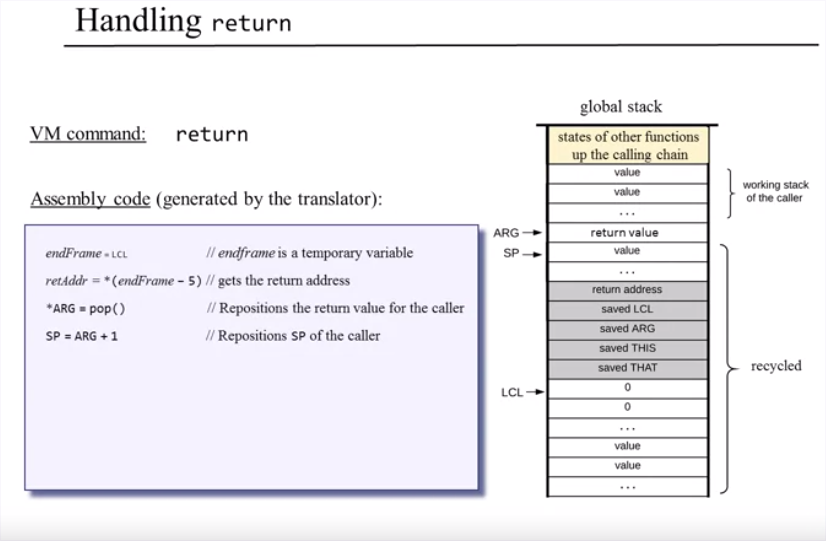 Handling return
VM command: return
Assembly code (generated by the translator):
endFrame = LCL // endframe is a temporary variable
retAddr = *(endFrame – 5) // gets the return address
*ARG = pop() // Repositions the return value for the caller
SP = ARG + 1 // Repositions SP of the caller
global stack
states of other functions
up the calling chain
value
value
...
return value
value
...
return address
saved LCL
saved ARG
saved THIS
saved THAT
0
0
...
value
value
...
ARG
SP
LCL
working stack
of the caller
recycled